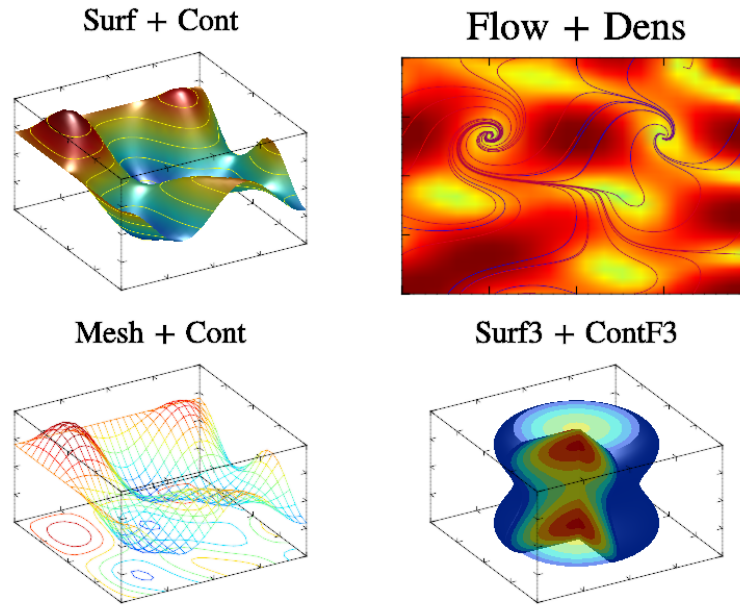 Surf + Cont
Flow + Dens
Mesh + Cont
Surf3 + ContF3